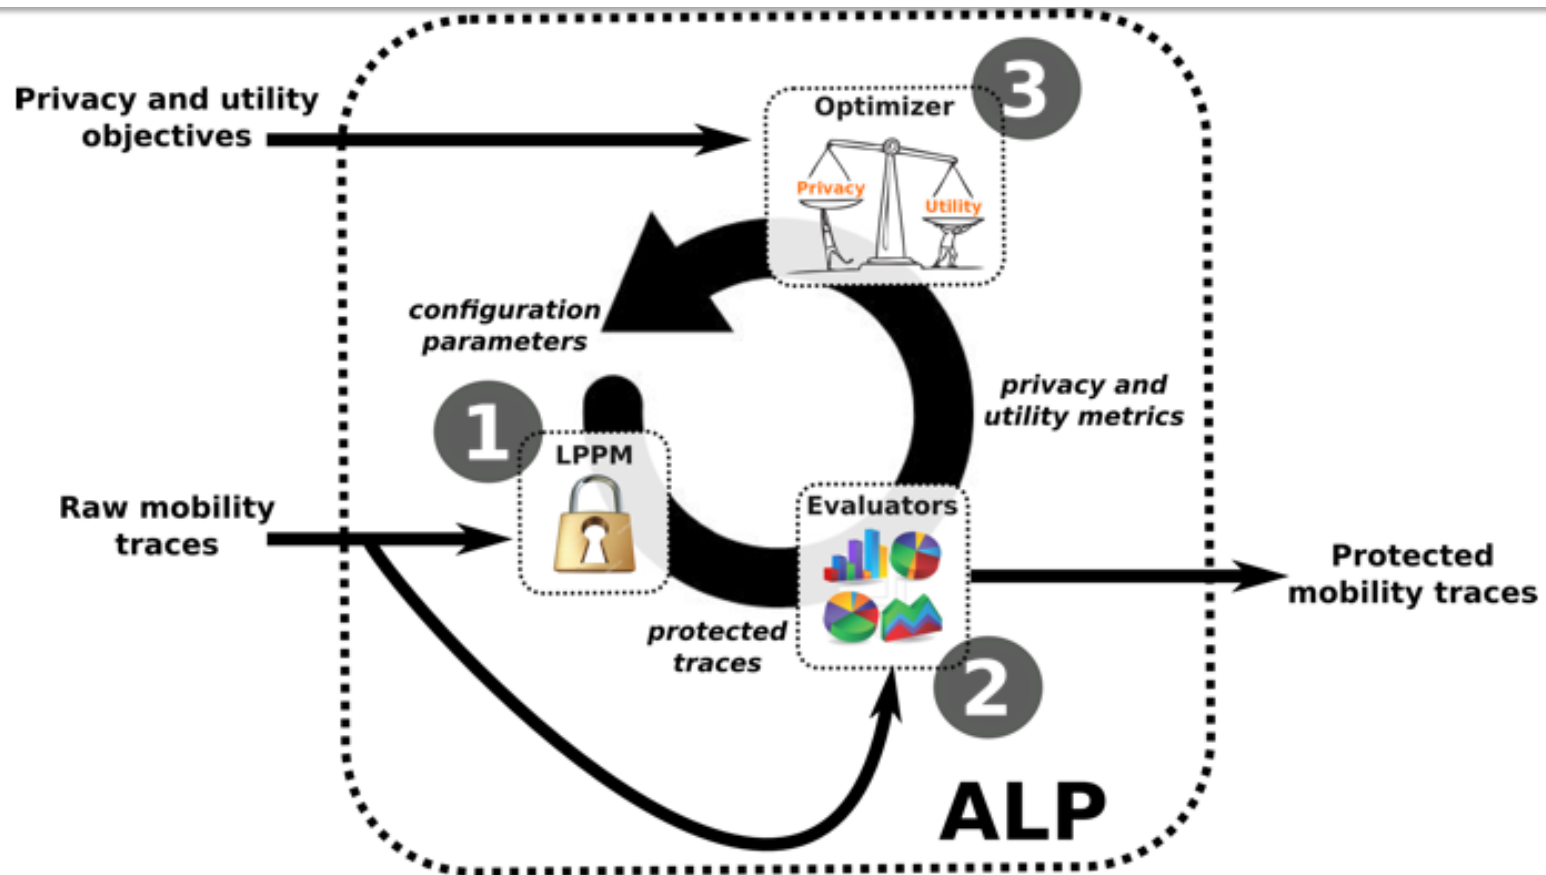 Privacy and utility
objectives
3
Optimizer
Privacy
Utility
configuration
parameters
privacy and
utility metrics
1
LPPM
Raw mobility
traces
Evaluators
Protected
mobility traces
protected
traces
2
ALP